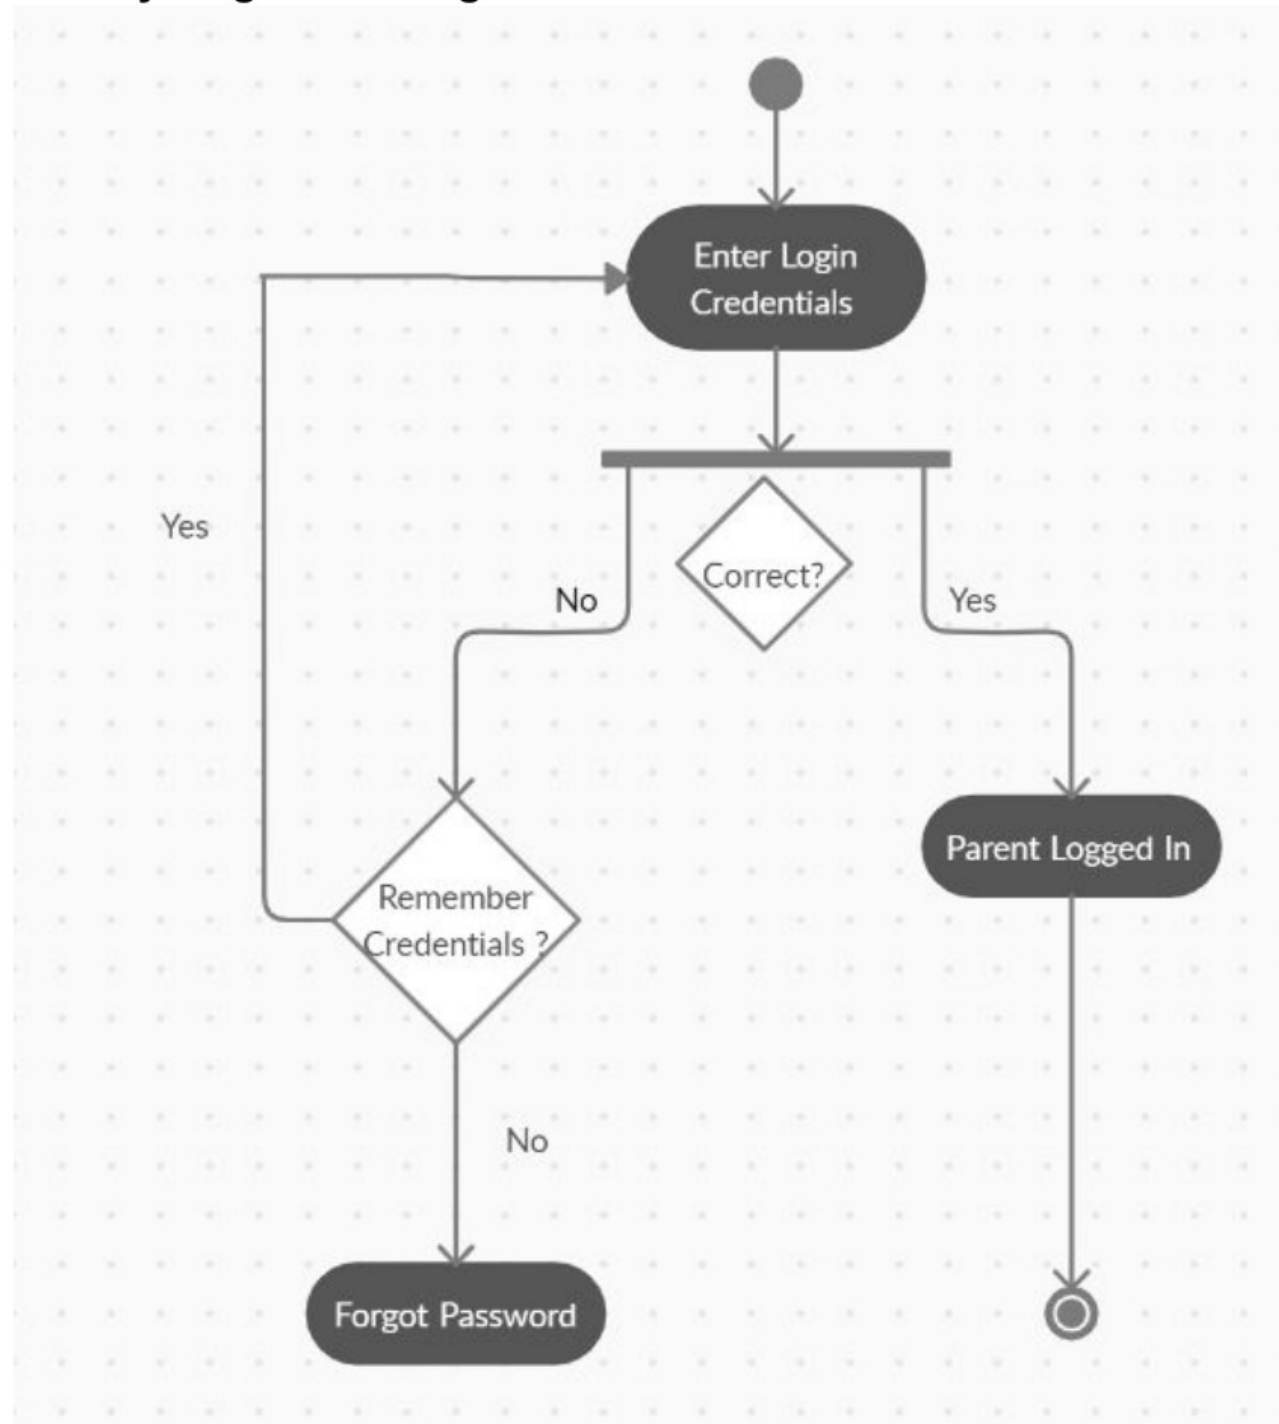 Enter Login
Credentials
Correct?
No
Yes
Yes
Remember
Credentials ?
Parent Logged In
No
Forgot Password